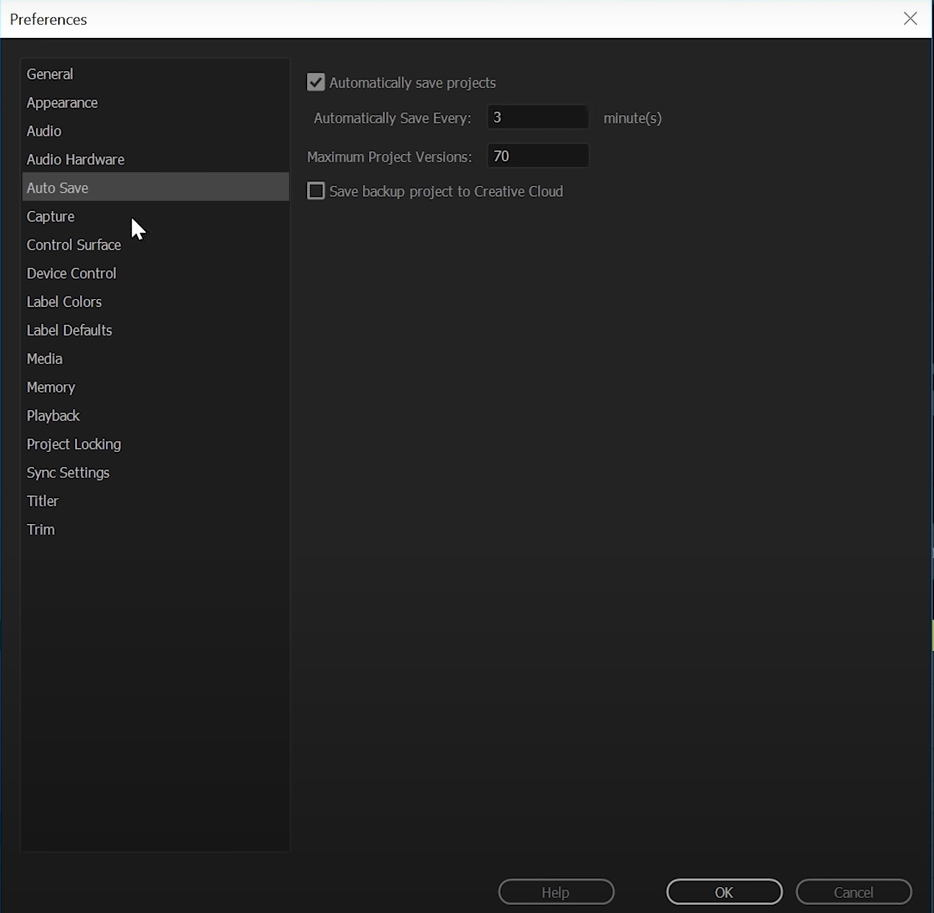 Preferences
General
Appearance
Audio
Audio Hardware
Auto Save
Capture
Control Surface
Device Control
Label Colors
Label Defaults
Media
Memory
Playback
Project Locking
Sync Settings
Titler
Trim
Automatically save projects
Automatically Save Every: 3 minute(s)
Maximum Project Versions: 70
Save backup project to Creative Cloud
Help OK Cancel